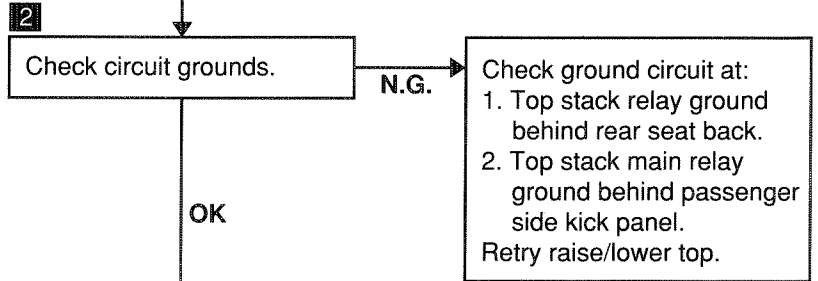 2
Check circuit grounds.
N.G.
OK
Check ground circuit at:
1. Top stack relay ground
behind rear seat back.
2. Top stack main relay
ground behind passenger
side kick panel.
Retry raise/lower top.